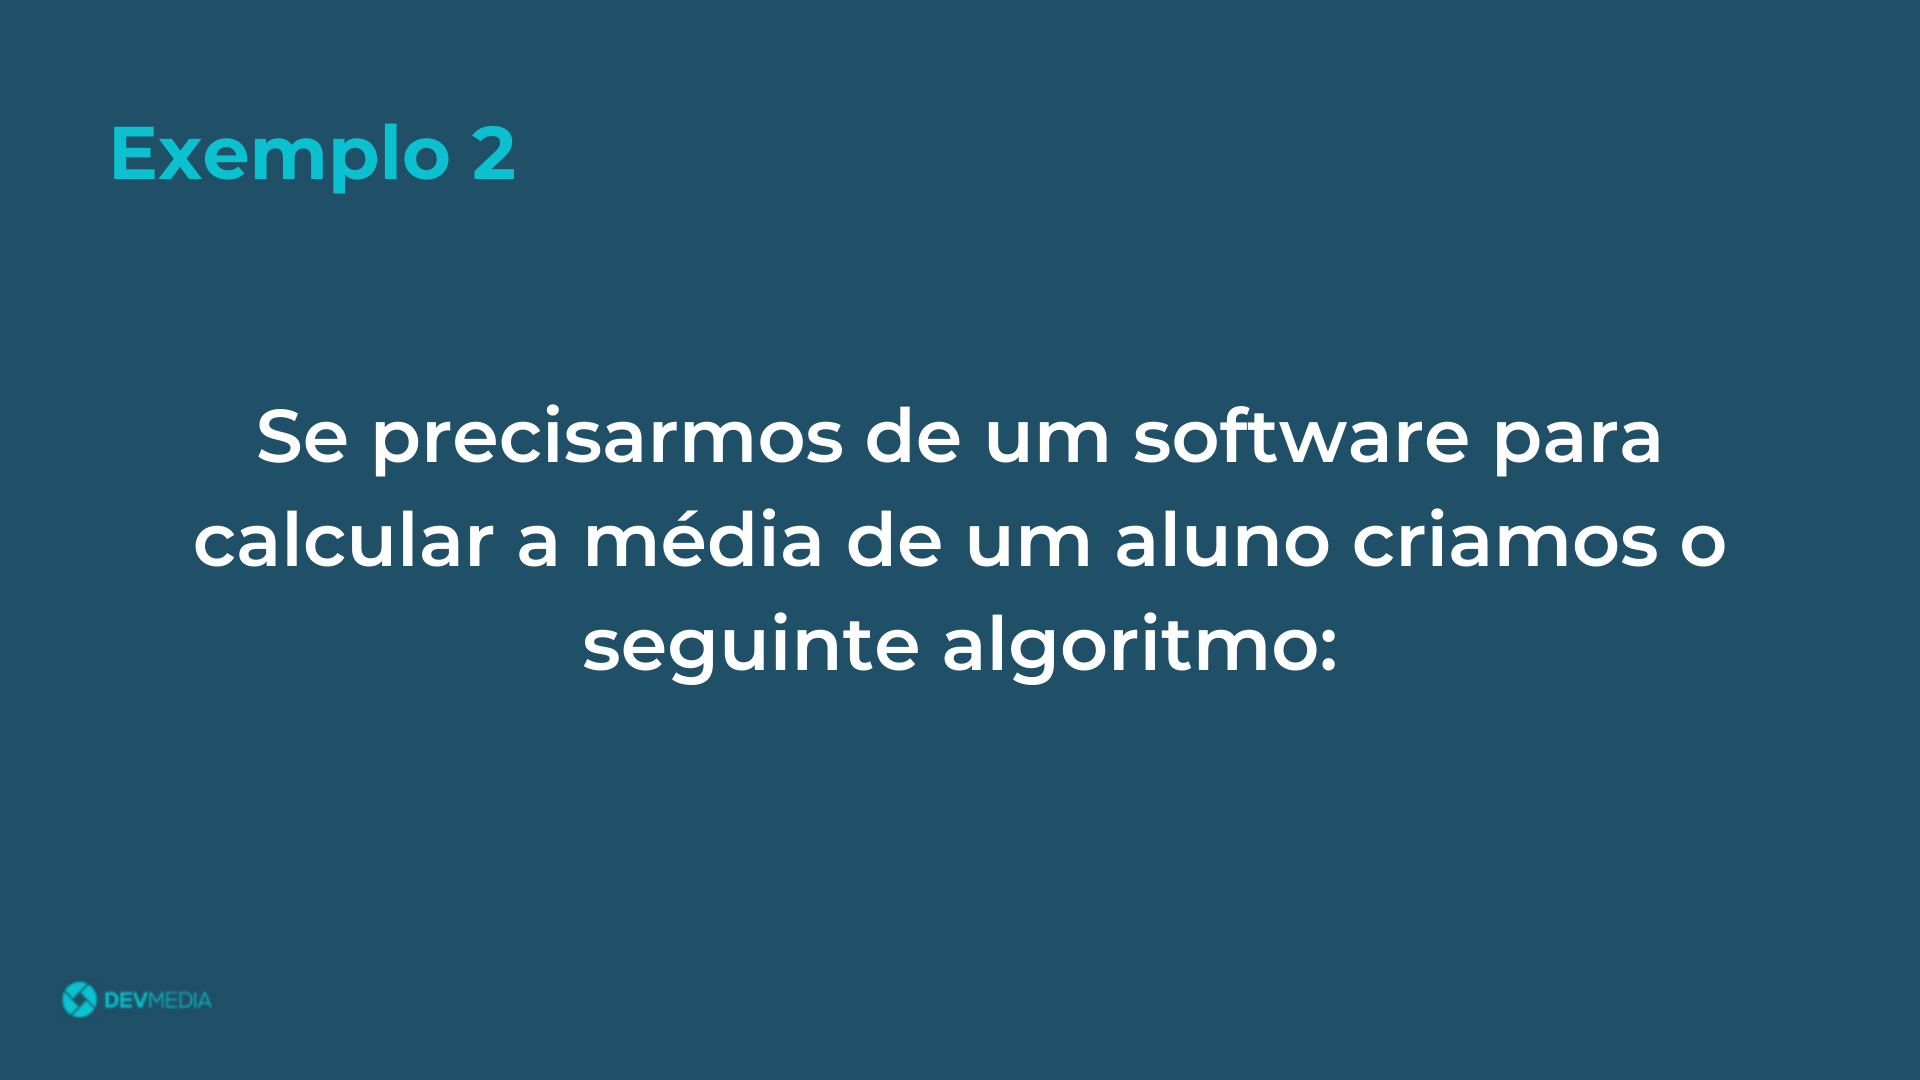 Exemplo 2
Se precisarmos de um software para
calcular a média de um aluno criamos o
seguinte algoritmo:
DEVMEDIA